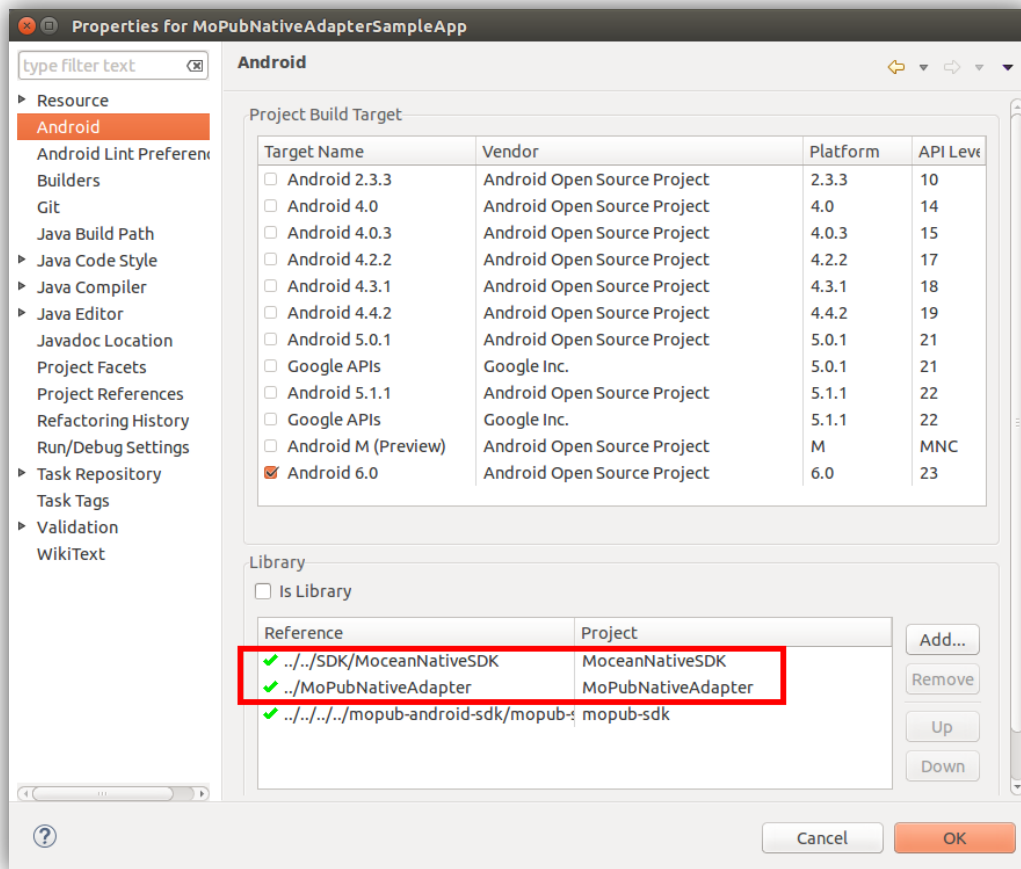 Properties for MoPubNativeAdapterSampleApp
type filter text
Android
Resource
Android
Android Lint Preferenc
Builders
Git
Java Build Path
Java Code Style
Java Compiler
Java Editor
Javadoc Location
Project Facets
Project References
Refactoring History
Run/Debug Settings
Task Repository
Task Tags
Validation
WikiText
Project Build Target
Target Name Vendor Platform API Leve
Android 2.3.3 Android Open Source Project 2.3.3 10
Android 4.0 Android Open Source Project 4.0 14
Android 4.0.3 Android Open Source Project 4.0.3 15
Android 4.2.2 Android Open Source Project 4.2.2 17
Android 4.3.1 Android Open Source Project 4.3.1 18
Android 4.4.2 Android Open Source Project 4.4.2 19
Android 5.0.1 Android Open Source Project 5.0.1 21
Google APIs Google Inc. 5.0.1 21
Android 5.1.1 Android Open Source Project 5.1.1 22
Google APIs Google Inc. 5.1.1 22
Android M (Preview) Android Open Source Project M MNC
Android 6.0 Android Open Source Project 6.0 23
Library
Is Library
Reference Project
../../SDK/MoceanNativeSDK MoceanNativeSDK
../MoPubNativeAdapter MoPubNativeAdapter
../../../../mopub-android-sdk/mopub-s mopub-sdk
Add...
Remove
Up
Down
?
Cancel OK